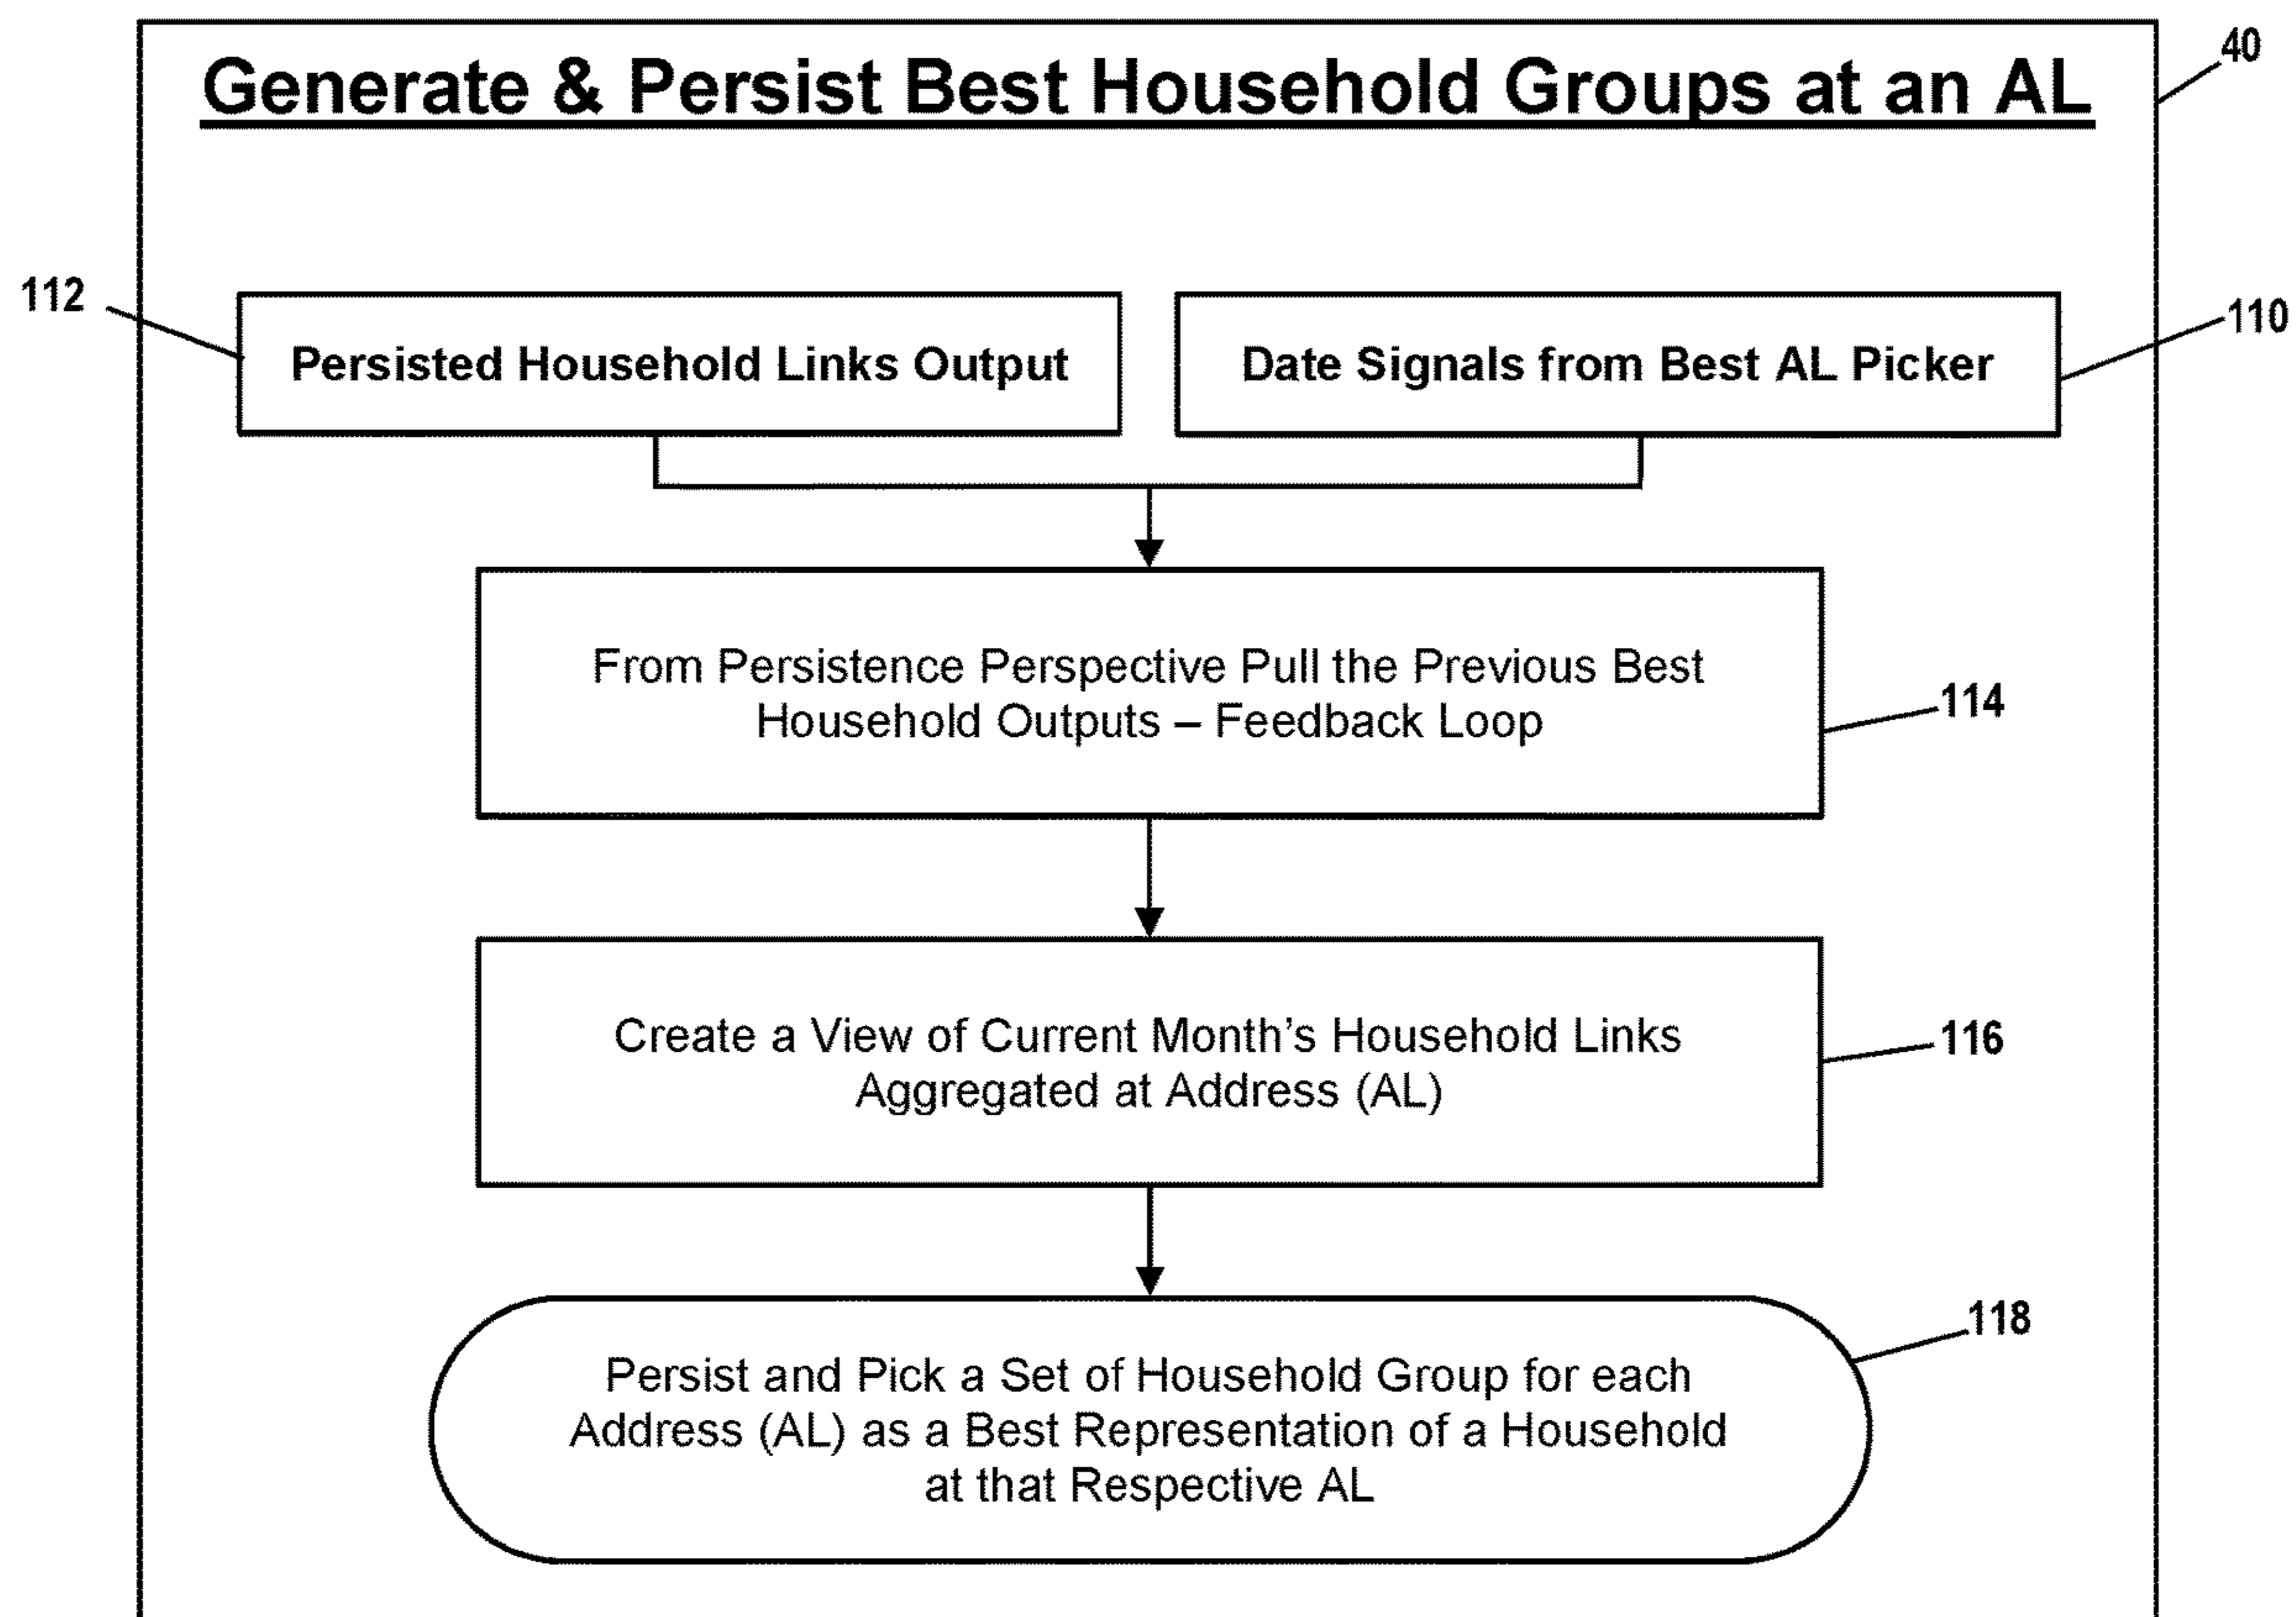 40
Generate & Persist Best Household Groups at an AL
112
Persisted Household Links Output
Date Signals from Best AL Picker
110
From Persistence Perspective Pull the Previous Best
Household Outputs – Feedback Loop
114
Create a View of Current Month's Household Links
Aggregated at Address (AL)
116
118
Persist and Pick a Set of Household Group for each
Address (AL) as a Best Representation of a Household
at that Respective AL